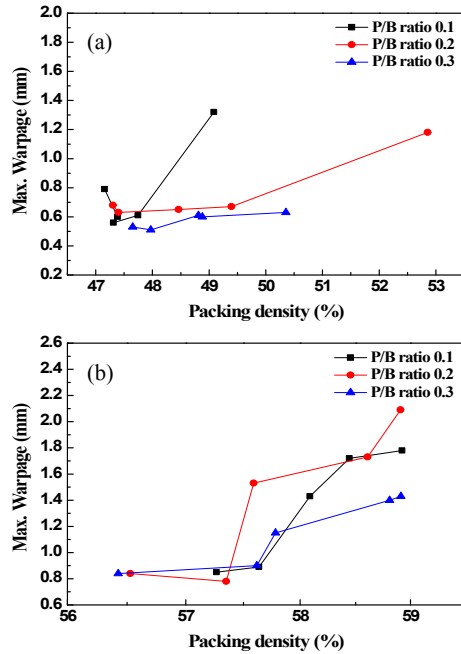 (a)
P/B ratio 0.1
P/B ratio 0.2
P/B ratio 0.3
Max. Warpage (mm)
1.8
1.6
1.4
1.2
1.0
0.8
0.6
0.4
0.2
47 48 49 50 51 52 53
Packing density (%)
(b)
P/B ratio 0.1
P/B ratio 0.2
P/B ratio 0.3
Max. Warpage (mm)
2.6
2.4
2.2
2.0
1.8
1.6
1.4
1.2
1.0
0.8
0.6
56 57 58 59
Packing density (%)